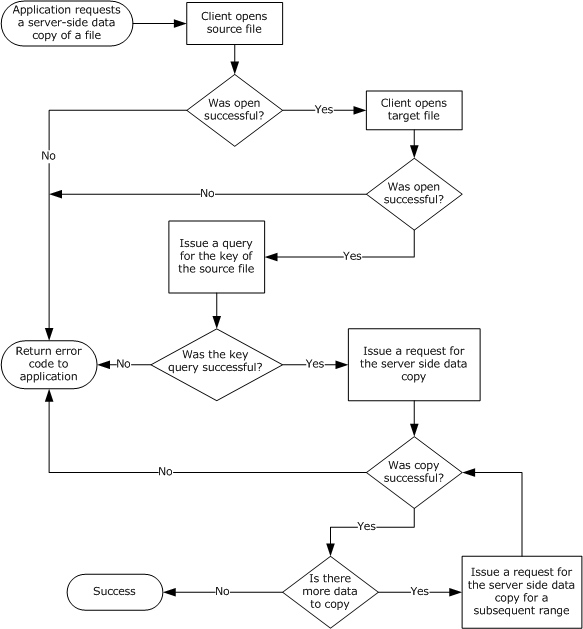 Application requests
a server-side data
copy of a file
Client opens
source file
Was open
successful?
Yes
Client opens
target file
No
Was open
successful?
No
Yes
Issue a query
for the key of
the source file
Return error
code to
application
No
Was the key
query successful?
Yes
Issue a request for
the server side data
copy
Was copy
successful?
No
Yes
Is there
more data
to copy
No
Success
Yes
Issue a request for
the server side data
copy for a
subsequent range